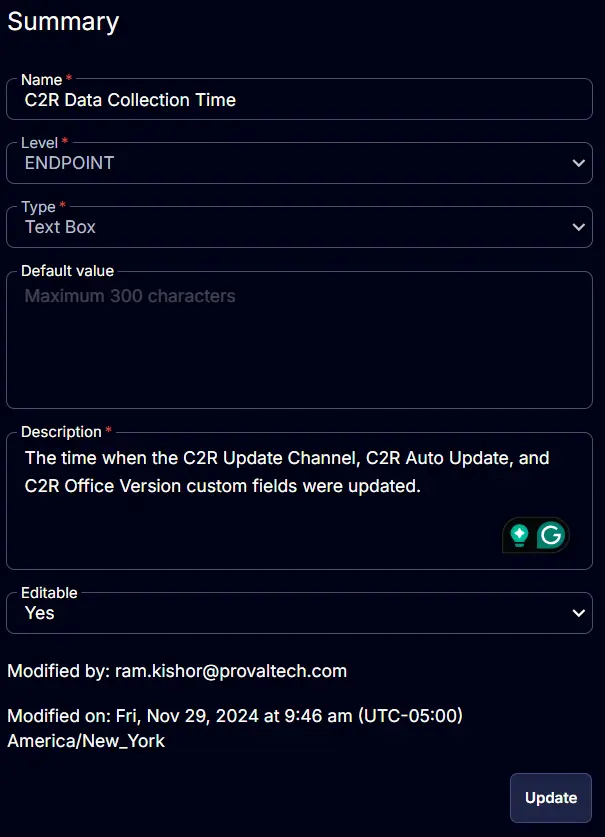 Summary
Name *
C2R Data Collection Time
Level *
ENDPOINT
Type *
Text Box
Default value
Maximum 300 characters
Description *
The time when the C2R Update Channel, C2R Auto Update, and
C2R Office Version custom fields were updated.
Editable
Yes
Modified by: ram.kishor@provaltech.com
Modified on: Fri, Nov 29, 2024 at 9:46 am (UTC-05:00)
America/New_York
Update